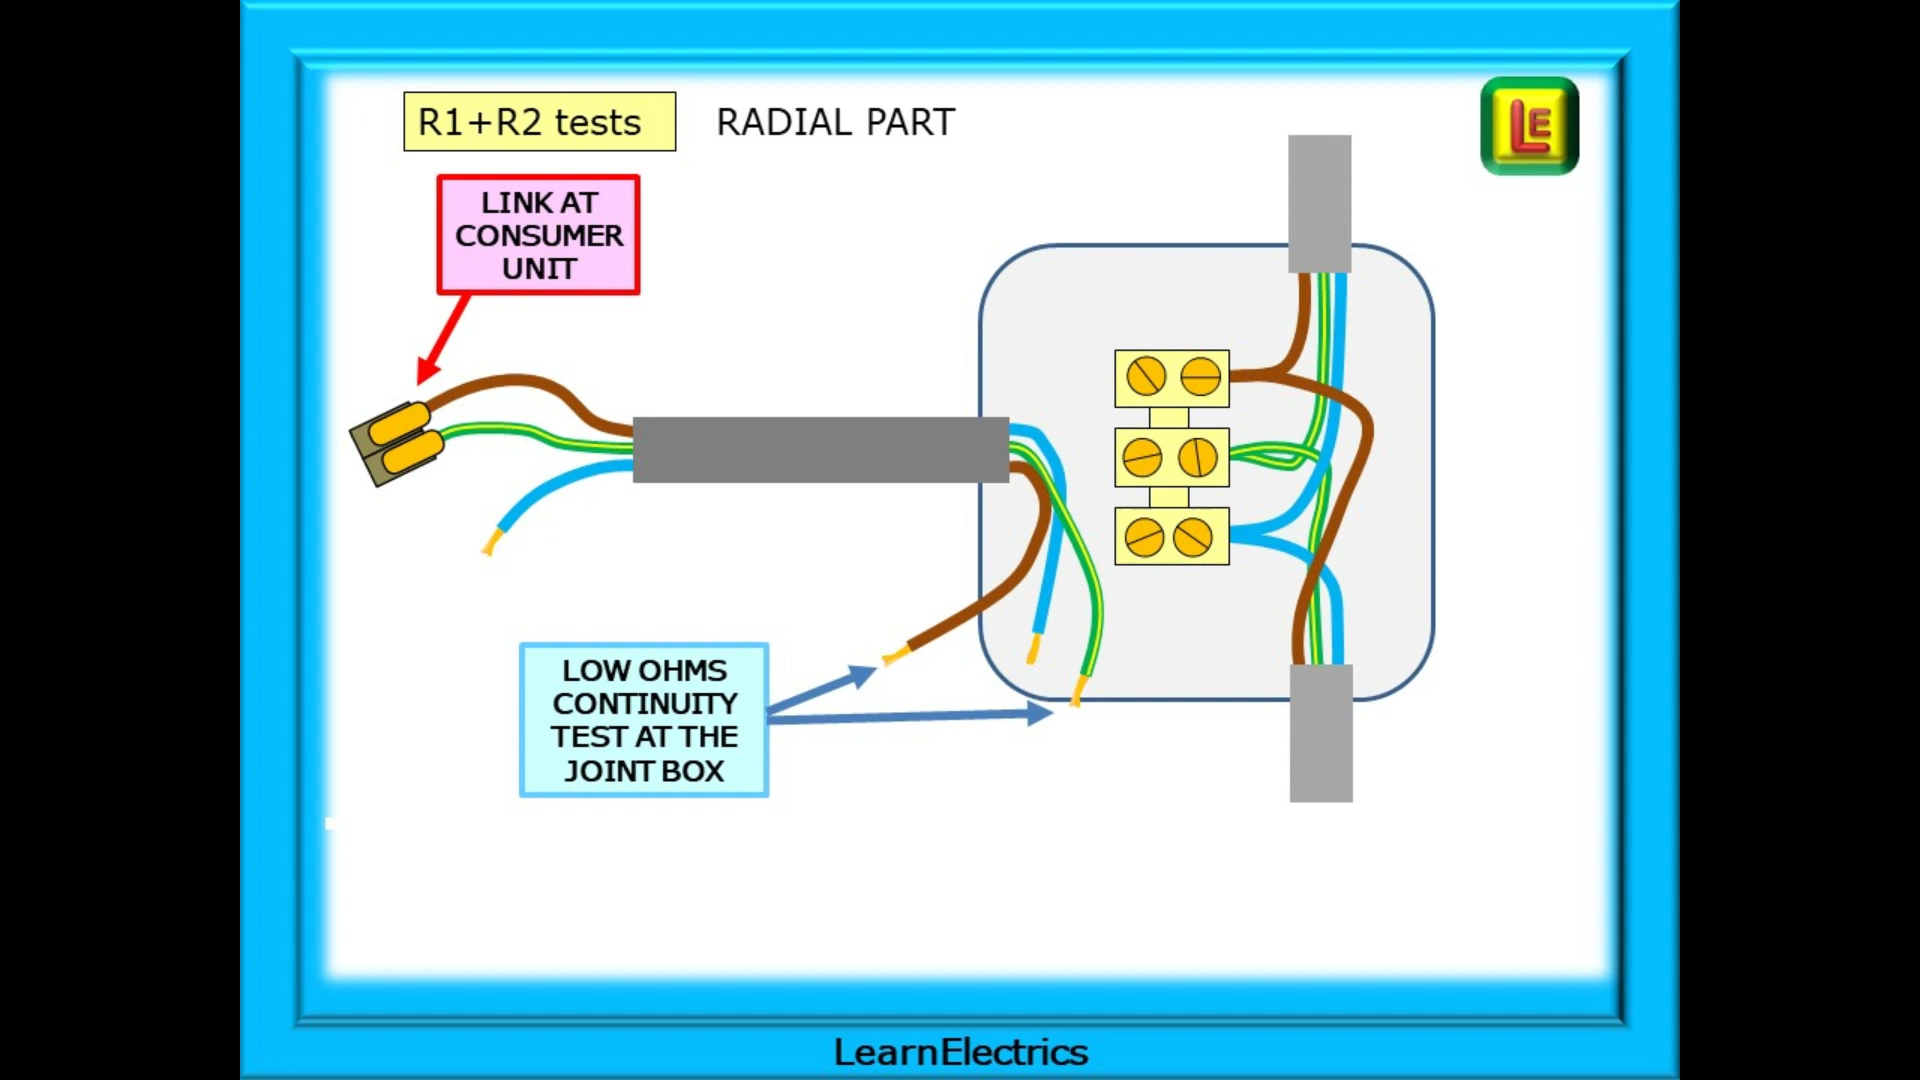 R1+R2 tests
RADIAL PART
LE
LINK AT
CONSUMER
UNIT
LOW OHMS
CONTINUITY
TEST AT THE
JOINT BOX
LearnElectrics